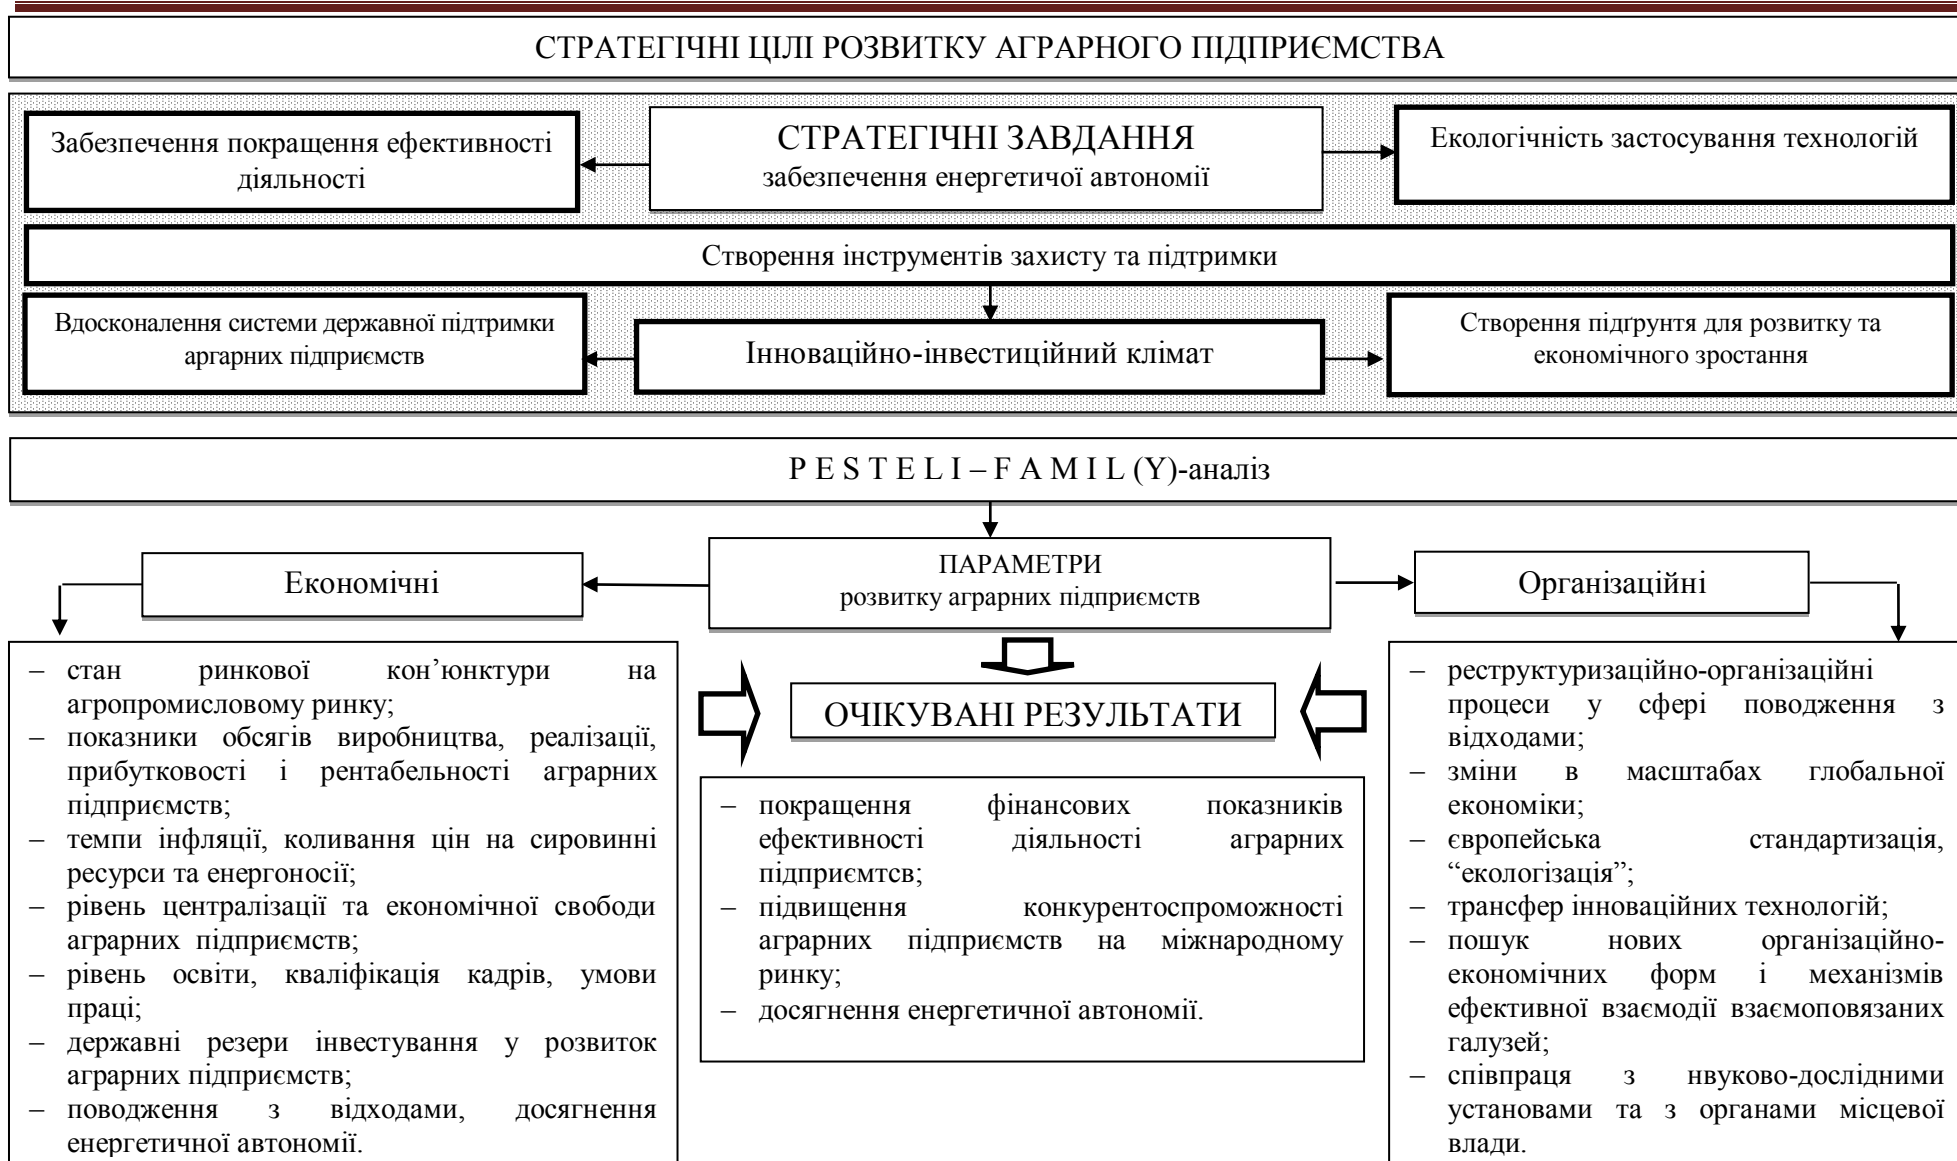 СТРАТЕГІЧНІ ЦІЛІ РОЗВИТКУ АГРАРНОГО ПІДПРИЄМСТВА
Забезпечення покращення ефективності
діяльності
СТРАТЕГІЧНІ ЗАВДАННЯ
забезпечення енергетичої автономії
Екологічність застосування технологій
Створення інструментів захисту та підтримки
Вдосконалення системи державної підтримки
аргарних підприємств
Інноваційно-інвестиційний клімат
Створення підґрунтя для розвитку та
економічного зростання
P E S T E L I – F A M I L (Y)-аналіз
Економічні
ПАРАМЕТРИ
розвитку аграрних підприємств
Організаційні
– стан ринкової кон’юнктури на
агропромисловому ринку;
– показники обсягів виробництва, реалізації,
прибутковості і рентабельності аграрних
підприємств;
– темпи інфляції, коливання цін на сировинні
ресурси та енергоносії;
– рівень централізації та економічної свободи
аграрних підприємств;
– рівень освіти, кваліфікація кадрів, умови
праці;
– державні резери інвестування у розвиток
аграрних підприємств;
– поводження з відходами, досягнення
енергетичної автономії.
ОЧІКУВАНІ РЕЗУЛЬТАТИ
– покращення фінансових показників
ефективності діяльності аграрних
підприємтсв;
– підвищення конкурентоспроможності
аграрних підприємств на міжнародному
ринку;
– досягнення енергетичної автономії.
– реструктуризаційно-організаційні
процеси у сфері поводження з
відходами;
– зміни в масштабах глобальної
економіки;
– європейська стандартизація,
“екологізація”;
– трансфер інноваційних технологій;
– пошук нових організаційно-
економічних форм і механізмів
ефективної взаємодії взаємоповязаних
галузей;
– співпраця з нвуково-дослідними
установами та з органами місцевої
влади.